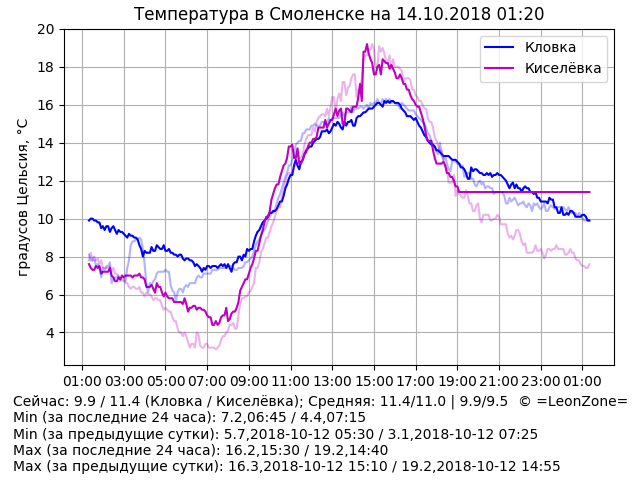 Температура в Смоленске на 14.10.2018 01:20
градусов Цельсия, °C
20
18
16
14
12
10
8
6
4
Кловка
Киселёвка
01:00 03:00 05:00 07:00 09:00 11:00 13:00 15:00 17:00 19:00 21:00 23:00 01:00
Сейчас: 9.9 / 11.4 (Кловка / Киселёвка); Средняя: 11.4/11.0 | 9.9/9.5 © =LeonZone=
Min (за последние 24 часа): 7.2,06:45 / 4.4,07:15
Min (за предыдущие сутки): 5.7,2018-10-12 05:30 / 3.1,2018-10-12 07:25
Max (за последние 24 часа): 16.2,15:30 / 19.2,14:40
Max (за предыдущие сутки): 16.3,2018-10-12 15:10 / 19.2,2018-10-12 14:55